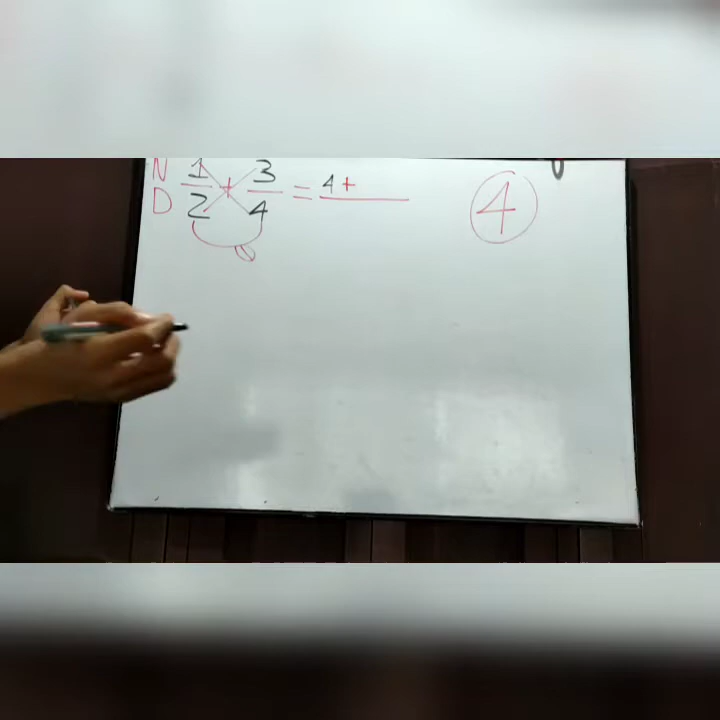 N 1/2 + 3/4 = 4 +
D
4